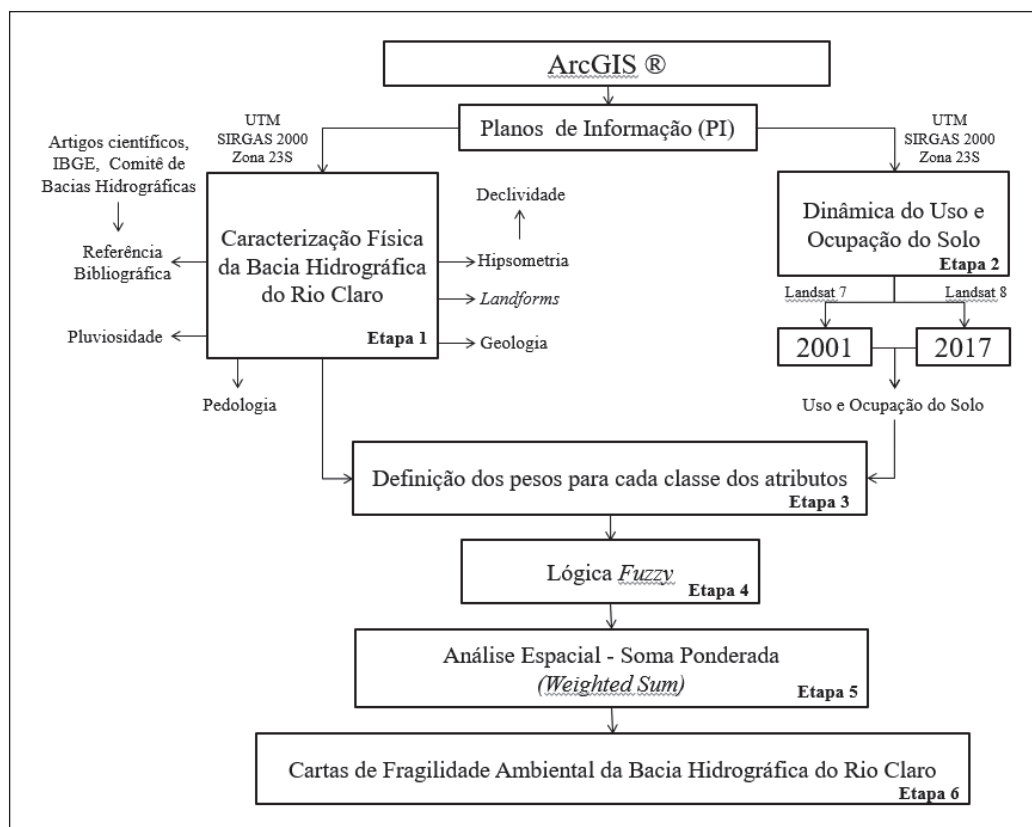 ArcGIS ®
Planos de Informação (PI)
UTM
SIRGAS 2000
Zona 23S
UTM
SIRGAS 2000
Zona 23S
Artigos científicos,
IBGE, Comitê de
Bacias Hidrográficas
Referência
Bibliográfica
Pluviosidade
Pedologia
Caracterização Física
da Bacia Hidrográfica
do Rio Claro
Etapa 1
Declividade
Hipsometria
Landforms
Geologia
Dinâmica do Uso e
Ocupação do Solo
Etapa 2
Landsat 7
Landsat 8
2001
2017
Uso e Ocupação do Solo
Definição dos pesos para cada classe dos atributos
Etapa 3
Lógica Fuzzy
Etapa 4
Análise Espacial - Soma Ponderada
(Weighted Sum)
Etapa 5
Cartas de Fragilidade Ambiental da Bacia Hidrográfica do Rio Claro
Etapa 6